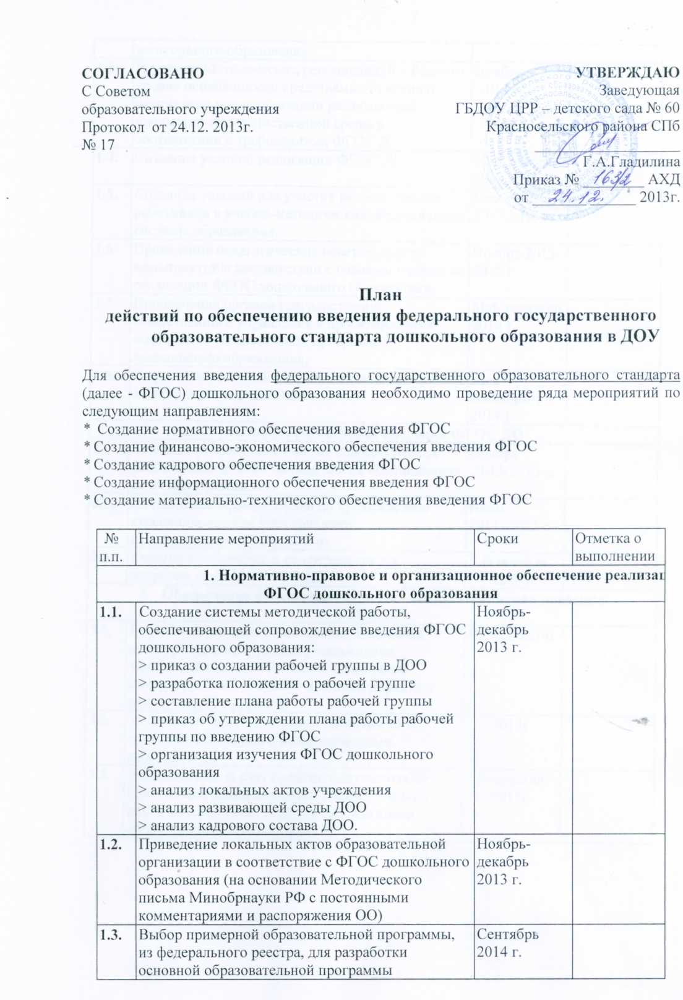 СОГЛАСОВАНО
С Советом
образовательного учреждения
Протокол от 24.12. 2013г.
№ 17
УТВЕРЖДАЮ
Заведующая
ГБДОУ ЦРР – детского сада № 60
Красносельского района СПб
Г.А.Гладилина
Приказ № 163/2 АХД
от 24.12. 2013г.
План
действий по обеспечению введения федерального государственного
образовательного стандарта дошкольного образования в ДОУ
Для обеспечения введения федерального государственного образовательного стандарта
(далее - ФГОС) дошкольного образования необходимо проведение ряда мероприятий по
следующим направлениям:
* Создание нормативного обеспечения введения ФГОС
* Создание финансово-экономического обеспечения введения ФГОС
* Создание кадрового обеспечения введения ФГОС
* Создание информационного обеспечения введения ФГОС
* Создание материально-технического обеспечения введения ФГОС
№ п.п. Направление мероприятий Сроки Отметка о выполнении
1. Нормативно-правовое и организационное обеспечение реализац
ФГОС дошкольного образования
1.1. Создание системы методической работы, Ноябрь-
обеспечивающей сопровождение введения ФГОС декабрь
дошкольного образования: 2013 г.
> приказ о создании рабочей группы в ДОО
> разработка положения о рабочей группе
> составление плана работы рабочей группы
> приказ об утверждении плана работы рабочей
группы по введению ФГОС
> организация изучения ФГОС дошкольного
образования
> анализ локальных актов учреждения
> анализ развивающей среды ДОО
> анализ кадрового состава ДОО.
1.2. Приведение локальных актов образовательной Ноябрь-
организации в соответствие с ФГОС дошкольного декабрь
образования (на основании Методического 2013 г.
письма Минобрнауки РФ с постоянными
комментариями и распоряжения ОО)
1.3. Выбор примерной образовательной программы, Сентябрь
из федерального реестра, для разработки 2014 г.
основной образовательной программы